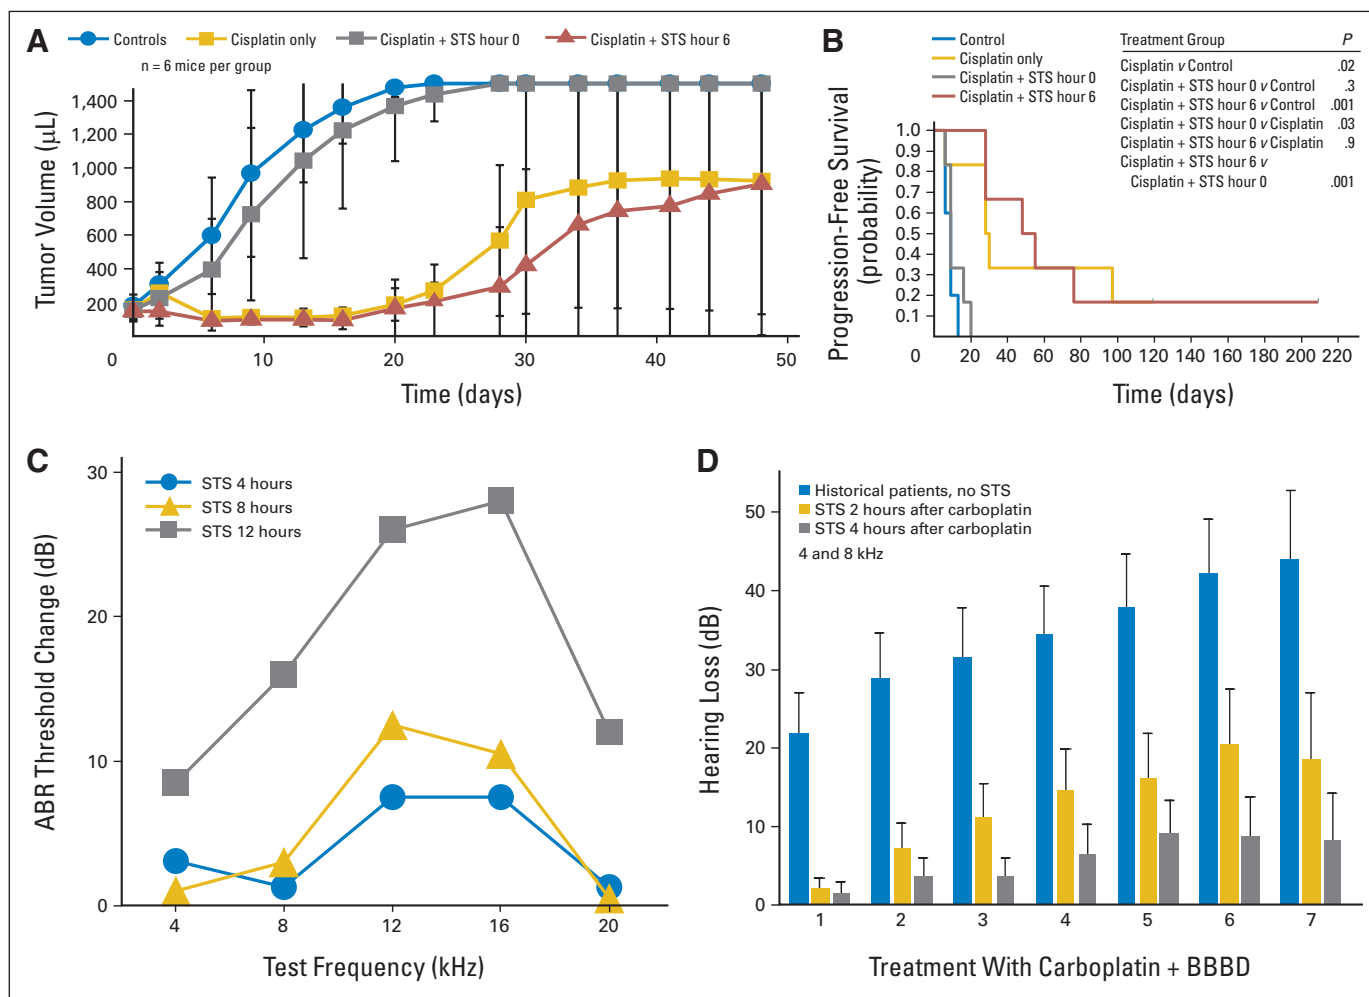 A
Controls
Cisplatin only
Cisplatin + STS hour 0
Cisplatin + STS hour 6
n = 6 mice per group
Tumor Volume (μL)
1,400
1,200
1,000
800
600
400
200
0
10
20
30
40
50
Time (days)
B
Control
Cisplatin only
Cisplatin + STS hour 0
Cisplatin + STS hour 6
Treatment Group P
Cisplatin v Control .02
Cisplatin + STS hour 0 v Control .3
Cisplatin + STS hour 6 v Control .001
Cisplatin + STS hour 0 v Cisplatin .03
Cisplatin + STS hour 6 v Cisplatin .9
Cisplatin + STS hour 6 v
Cisplatin + STS hour 0 .001
Progression-Free Survival
(probability)
1.0
0.9
0.8
0.7
0.6
0.5
0.4
0.3
0.2
0.1
0 20 40 60 80 100 120 140 160 180 200 220
Time (days)
C
STS 4 hours
STS 8 hours
STS 12 hours
ABR Threshold Change (dB)
30
20
10
0
4 8 12 16 20
Test Frequency (kHz)
D
Historical patients, no STS
STS 2 hours after carboplatin
STS 4 hours after carboplatin
4 and 8 kHz
Hearing Loss (dB)
50
40
30
20
10
0
1 2 3 4 5 6 7
Treatment With Carboplatin + BBBD